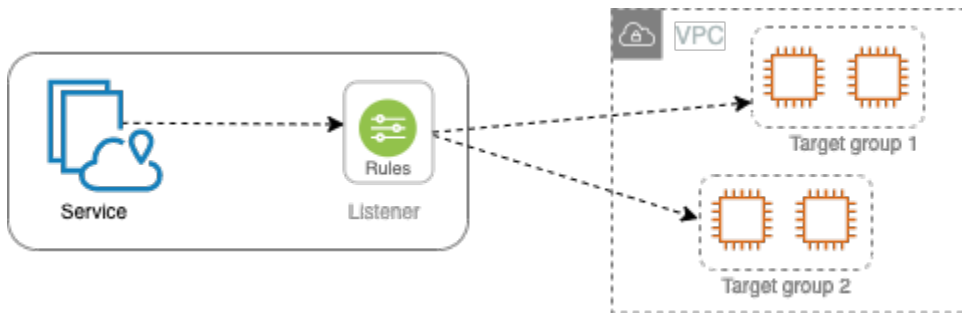 VPC
Rules
Service
Listener
Target group 1
Target group 2